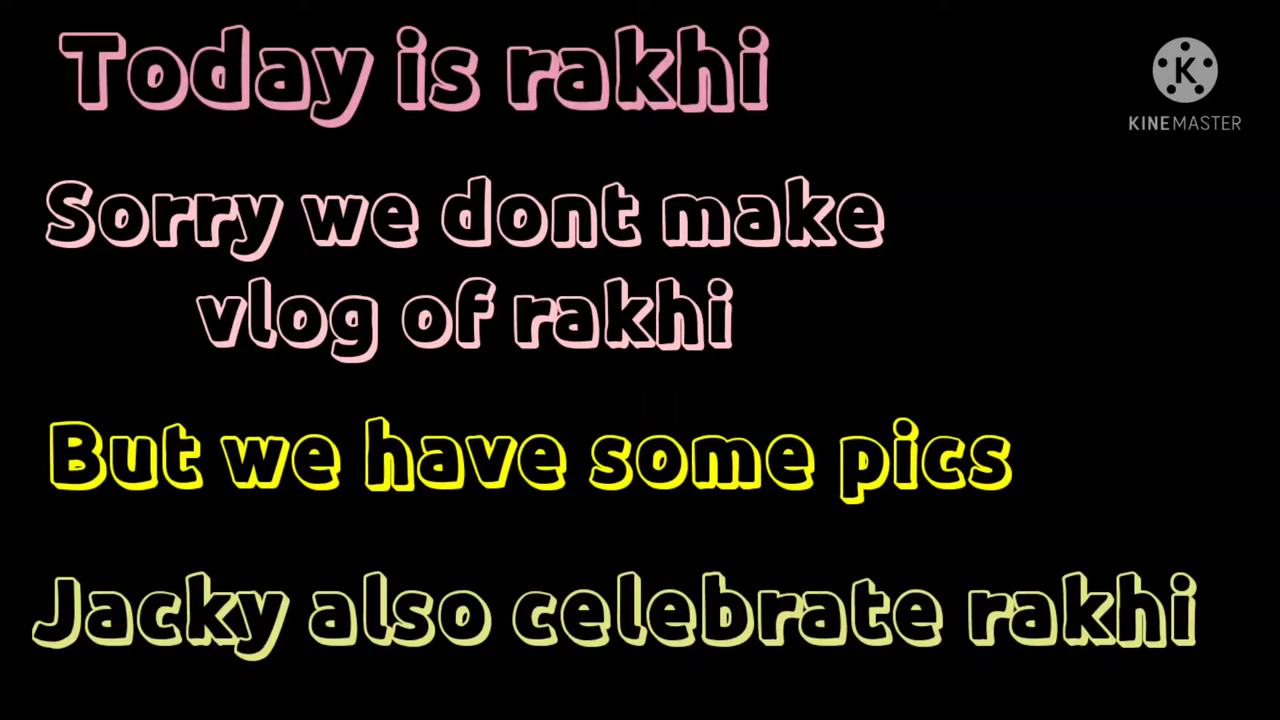 Today is rakhi
K
KINEMASTER
Sorry we dont make
vlog of rakhi
But we have some pics
Jacky also celebrate rakhi